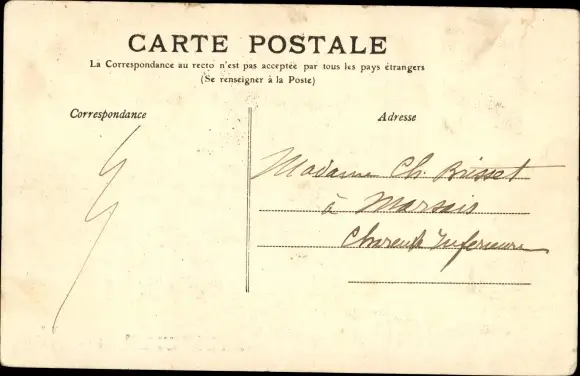 CARTE POSTALE
La Correspondance au recto n'est pas acceptée par tous les pays étrangers
(Se renseigner à la Poste)
Correspondance
Adresse
Madame Ch. Brisset
à Marsais
Charente Inférieure